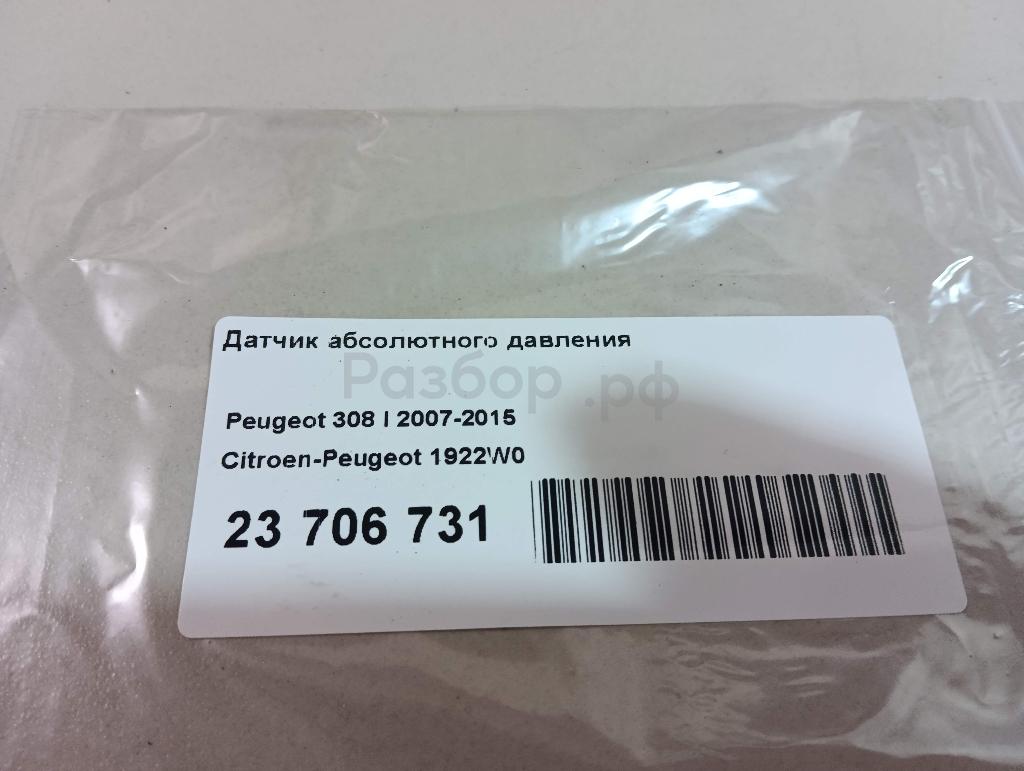 Датчик абсолютного давления
Разбор.рф
Peugeot 308 I 2007-2015
Citroen-Peugeot 1922W0
23 706 731